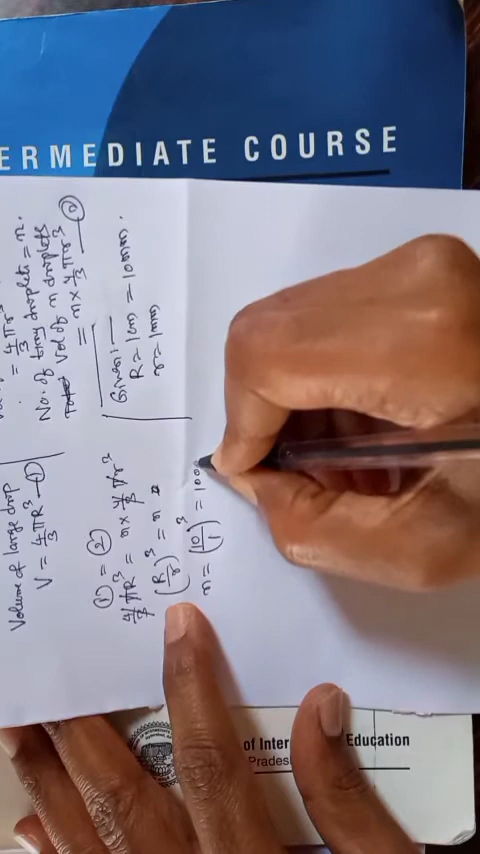 ERMEDIATE COURSE
Volume of large drop
V = 4/3 πR³ — ①
= 4/3 πr³
No. of tiny droplets = n.
Vol of n droplets
= n × 4/3 πr³ — ②
Given:—
R = 1cm = 10mm.
r = 1mm
① = ②
4/3 πR³ = n × 4/3 πr³
(R/r)³ = n
n = (10/1)³ = 100
of Inter Education
Prades